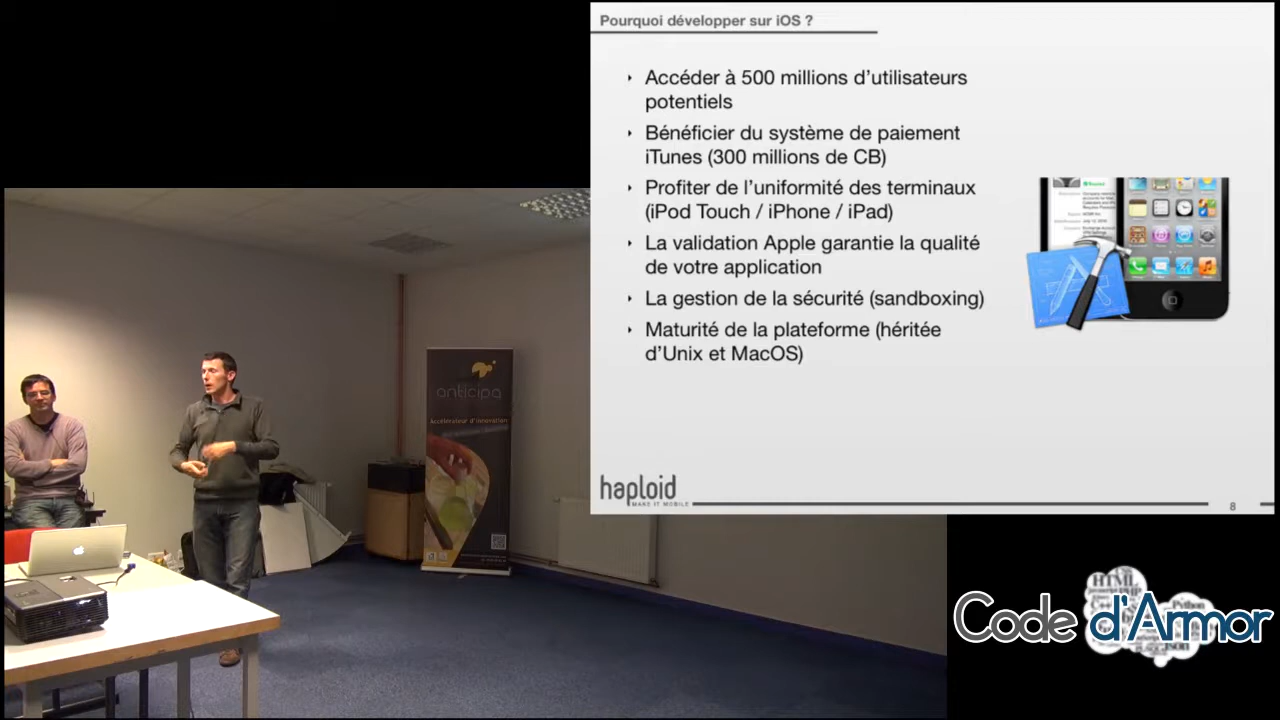 Pourquoi développer sur iOS ?
‣ Accéder à 500 millions d’utilisateurs
potentiels
‣ Bénéficier du système de paiement
iTunes (300 millions de CB)
‣ Profiter de l’uniformité des terminaux
(iPod Touch / iPhone / iPad)
‣ La validation Apple garantie la qualité
de votre application
‣ La gestion de la sécurité (sandboxing)
‣ Maturité de la plateforme (héritée
d’Unix et MacOS)
haploid
MAKE IT MOBILE
8
anticipa
Accélérateur d'innovation
HTML
Python
Code d'Armor